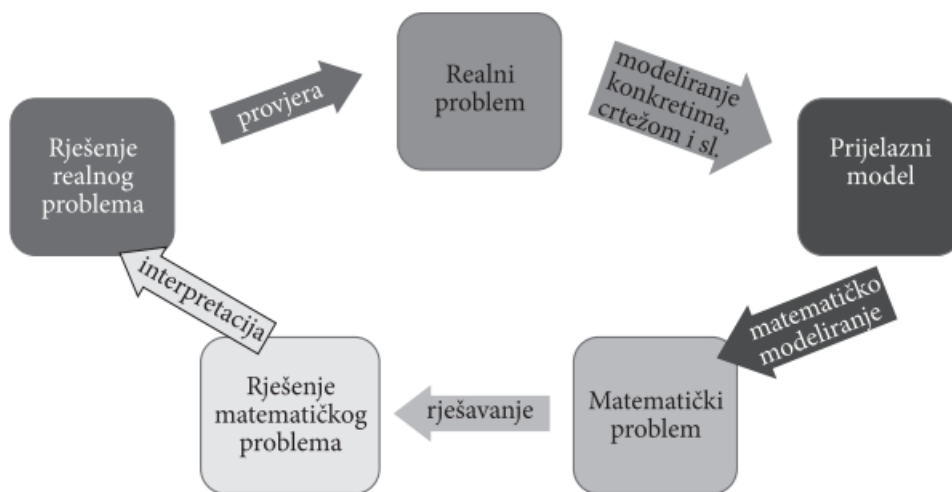 Realni
problem
modeliranje
konkretima,
crtežom i sl.
Prijelazni
model
matematičko
modeliranje
Matematički
problem
rješavanje
Rješenje
matematičkog
problema
interpretacija
Rješenje
realnog
problema
provjera